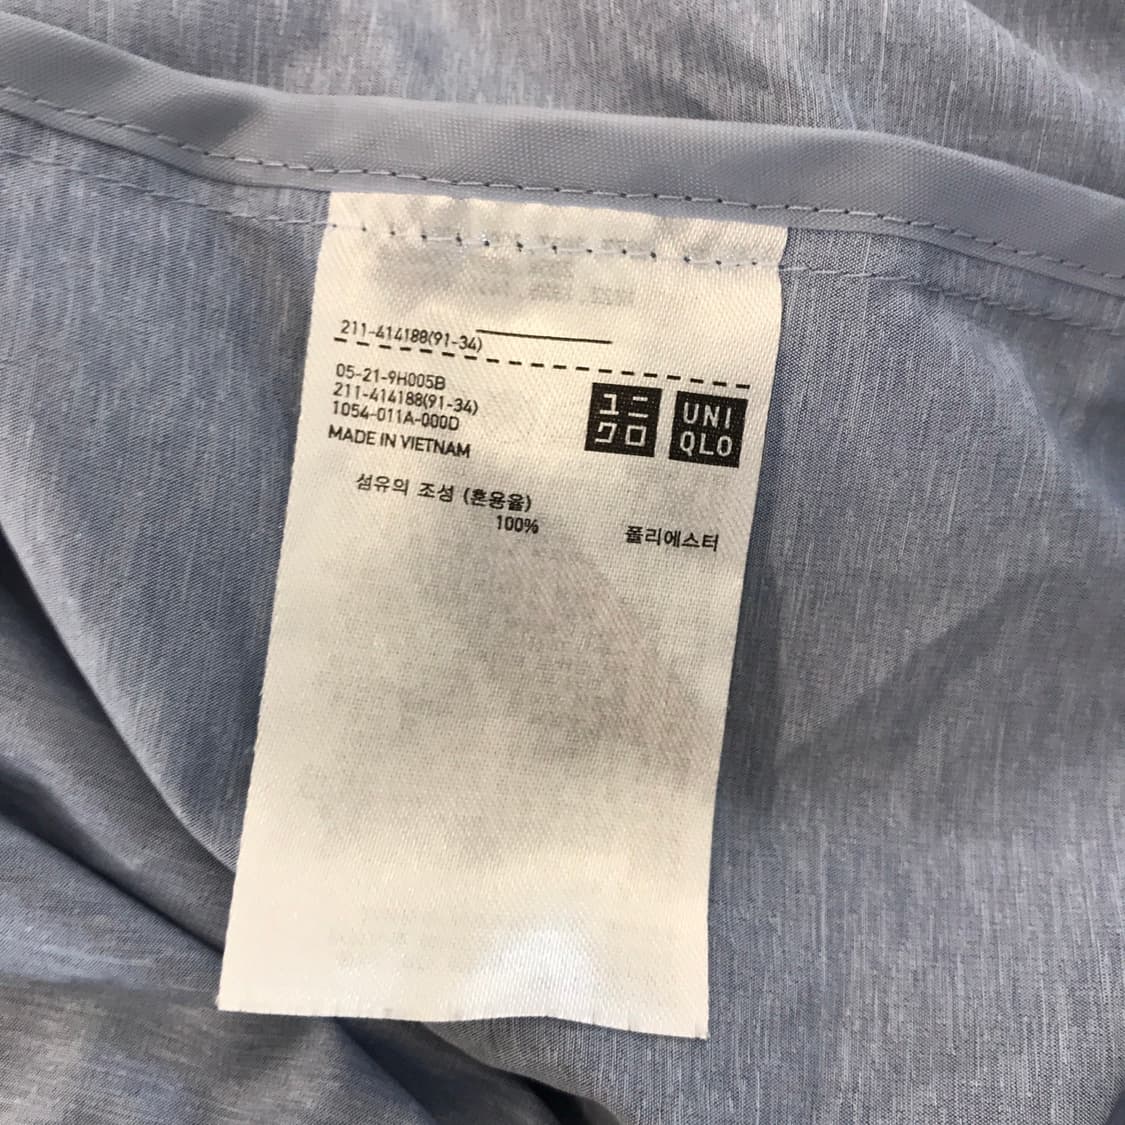 211-414188(91-34)
05-21-9H005B
211-414188(91-34)
1054-011A-000D
MADE IN VIETNAM
ユニ
クロ
UNI
QLO
섬유의 조성 (혼용율)
100% 폴리에스터